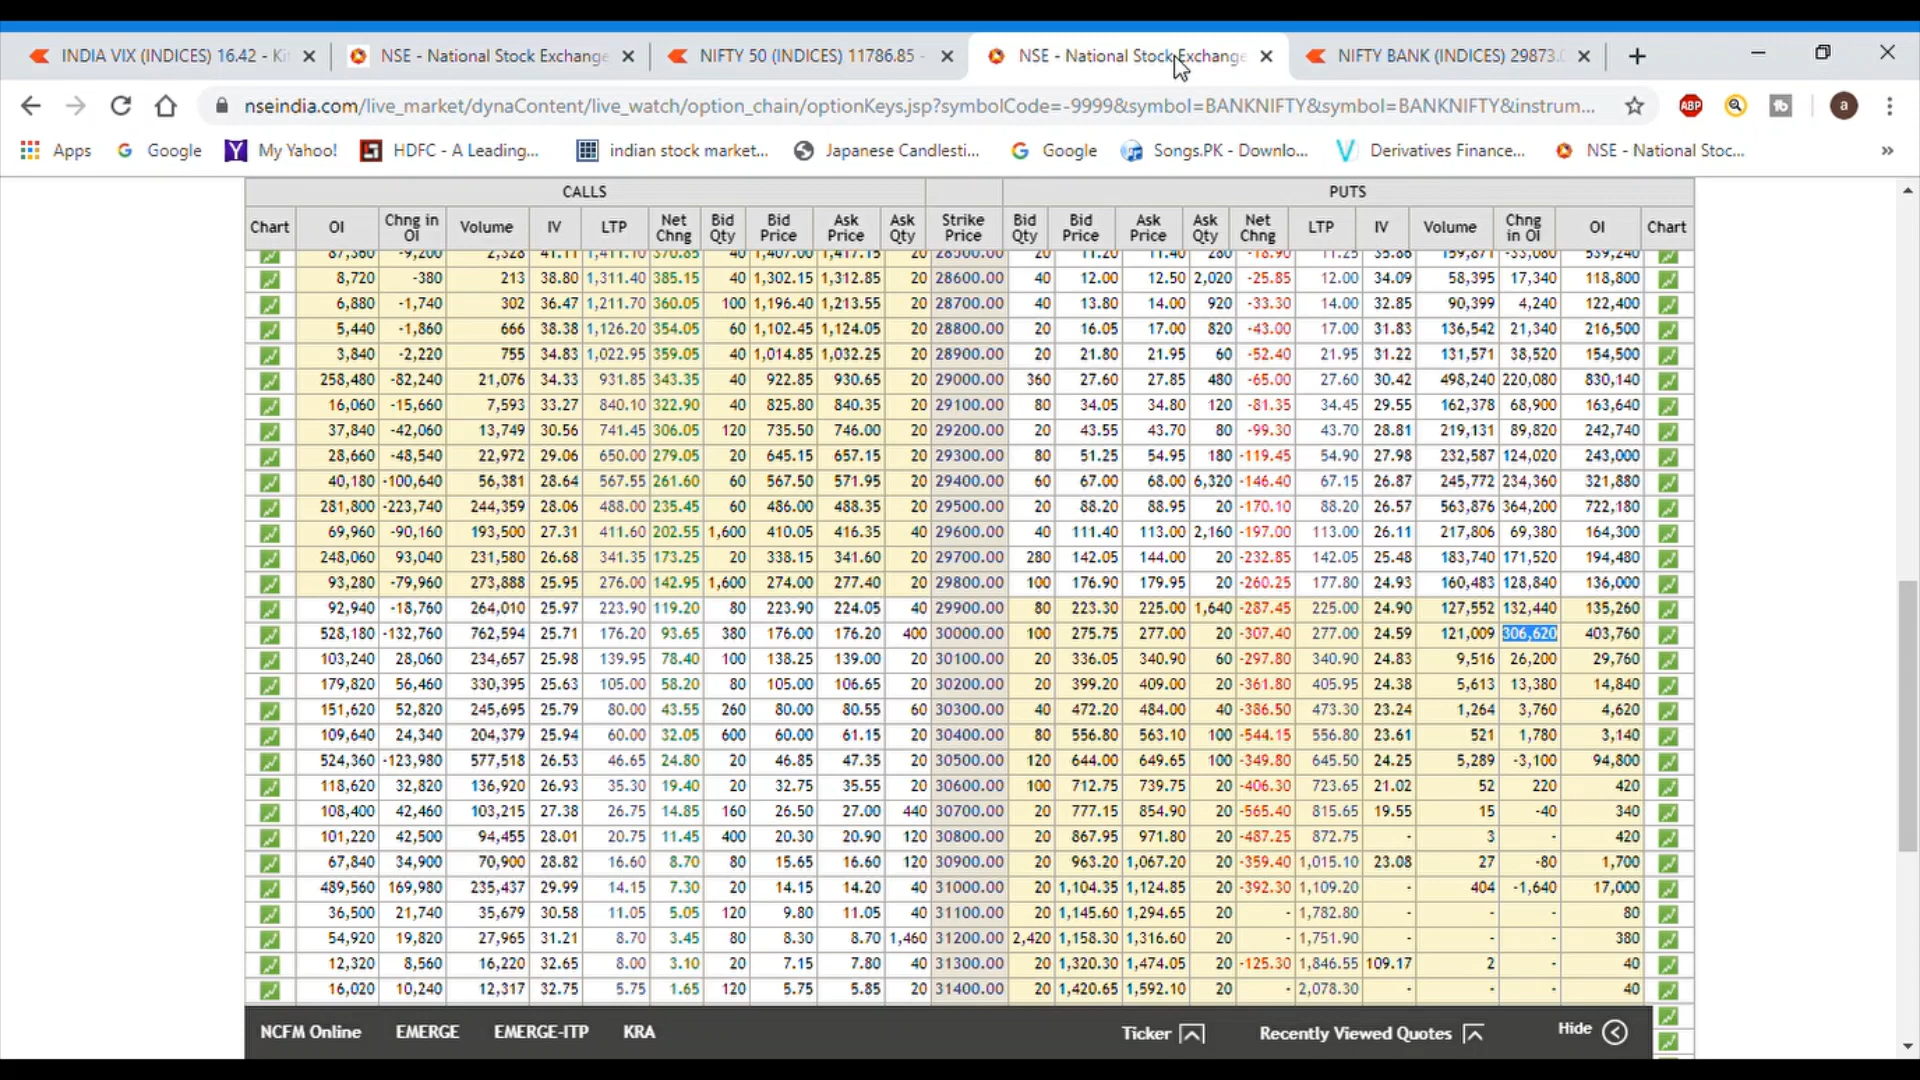 INDIA VIX (INDICES) 16.42 - Ki
NSE - National Stock Exchange
NIFTY 50 (INDICES) 11786.85 -
NSE - National Stock Exchange
NIFTY BANK (INDICES) 29873.0
nseindia.com/live_market/dynaContent/live_watch/option_chain/optionKeys.jsp?symbolCode=-9999&symbol=BANKNIFTY&symbol=BANKNIFTY&instrum...
ABP
a
Apps Google My Yahoo! HDFC - A Leading... indian stock market... Japanese Candlesti... Google Songs.PK - Downlo... Derivatives Finance... NSE - National Stoc... »
CALLS PUTS
Chart OI Chng in OI Volume IV LTP Net Chng Bid Qty Bid Price Ask Price Ask Qty Strike Price Bid Qty Bid Price Ask Price Ask Qty Net Chng LTP IV Volume Chng in OI OI Chart
87,360 -9,200 2,328 41.11 1,411.10 370.85 40 1,407.00 1,417.15 20 28500.00 20 11.20 11.40 280 -18.90 11.25 35.86 159,871 -33,080 539,240
8,720 -380 213 38.80 1,311.40 385.15 40 1,302.15 1,312.85 20 28600.00 40 12.00 12.50 2,020 -25.85 12.00 34.09 58,395 17,340 118,800
6,880 -1,740 302 36.47 1,211.70 360.05 100 1,196.40 1,213.55 20 28700.00 40 13.80 14.00 920 -33.30 14.00 32.85 90,399 4,240 122,400
5,440 -1,860 666 38.38 1,126.20 354.05 60 1,102.45 1,124.05 20 28800.00 20 16.05 17.00 820 -43.00 17.00 31.83 136,542 21,340 216,500
3,840 -2,220 755 34.83 1,022.95 359.05 40 1,014.85 1,032.25 20 28900.00 20 21.80 21.95 60 -52.40 21.95 31.22 131,571 38,520 154,500
258,480 -82,240 21,076 34.33 931.85 343.35 40 922.85 930.65 20 29000.00 360 27.60 27.85 480 -65.00 27.60 30.42 498,240 220,080 830,140
16,060 -15,660 7,593 33.27 840.10 322.90 40 825.80 840.35 20 29100.00 80 34.05 34.80 120 -81.35 34.45 29.55 162,378 68,900 163,640
37,840 -42,060 13,749 30.56 741.45 306.05 120 735.50 746.00 20 29200.00 20 43.55 43.70 80 -99.30 43.70 28.81 219,131 89,820 242,740
28,660 -48,540 22,972 29.06 650.00 279.05 20 645.15 657.15 20 29300.00 80 51.25 54.95 180 -119.45 54.90 27.98 232,587 124,020 243,000
40,180 -100,640 56,381 28.64 567.55 261.60 60 567.50 571.95 20 29400.00 60 67.00 68.00 6,320 -146.40 67.15 26.87 245,772 234,360 321,880
281,800 -223,740 244,359 28.06 488.00 235.45 60 486.00 488.35 20 29500.00 20 88.20 88.95 20 -170.10 88.20 26.57 563,876 364,200 722,180
69,960 -90,160 193,500 27.31 411.60 202.55 1,600 410.05 416.35 40 29600.00 40 111.40 113.00 2,160 -197.00 113.00 26.11 217,806 69,380 164,300
248,060 93,040 231,580 26.68 341.35 173.25 20 338.15 341.60 20 29700.00 280 142.05 144.00 20 -232.85 142.05 25.48 183,740 171,520 194,480
93,280 -79,960 273,888 25.95 276.00 142.95 1,600 274.00 277.40 20 29800.00 100 176.90 179.95 20 -260.25 177.80 24.93 160,483 128,840 136,000
92,940 -18,760 264,010 25.97 223.90 119.20 80 223.90 224.05 40 29900.00 80 223.30 225.00 1,640 -287.45 225.00 24.90 127,552 132,440 135,260
528,180 -132,760 762,594 25.71 176.20 93.65 380 176.00 176.20 400 30000.00 100 275.75 277.00 20 -307.40 277.00 24.59 121,009 306,620 403,760
103,240 28,060 234,657 25.98 139.95 78.40 100 138.25 139.00 20 30100.00 20 336.05 340.90 60 -297.80 340.90 24.83 9,516 26,200 29,760
179,820 56,460 330,395 25.63 105.00 58.20 80 105.00 106.65 20 30200.00 20 399.20 409.00 20 -361.80 405.95 24.38 5,613 13,380 14,840
151,620 52,820 245,695 25.79 80.00 43.55 260 80.00 80.55 60 30300.00 40 472.20 484.00 40 -386.50 473.30 23.24 1,264 3,760 4,620
109,640 24,340 204,379 25.94 60.00 32.05 600 60.00 61.15 20 30400.00 80 556.80 563.10 100 -544.15 556.80 23.61 521 1,780 3,140
524,360 -123,980 577,518 26.53 46.65 24.80 20 46.85 47.35 20 30500.00 120 644.00 649.65 100 -349.80 645.50 24.25 5,289 -3,100 94,800
118,620 32,820 136,920 26.93 35.30 19.40 20 32.75 35.55 20 30600.00 100 712.75 739.75 20 -406.30 723.65 21.02 52 220 420
108,400 42,460 103,215 27.38 26.75 14.85 160 26.50 27.00 440 30700.00 20 777.15 854.90 20 -565.40 815.65 19.55 15 -40 340
101,220 42,500 94,455 28.01 20.75 11.45 400 20.30 20.90 120 30800.00 20 867.95 971.80 20 -487.25 872.75 - 3 - 420
67,840 34,900 70,900 28.82 16.60 8.70 80 15.65 16.60 120 30900.00 20 963.20 1,067.20 20 -359.40 1,015.10 23.08 27 -80 1,700
489,560 169,980 235,437 29.99 14.15 7.30 20 14.15 14.20 40 31000.00 20 1,104.35 1,124.85 20 -392.30 1,109.20 - 404 -1,640 17,000
36,500 21,740 35,679 30.58 11.05 5.05 120 9.80 11.05 40 31100.00 20 1,145.60 1,294.65 20 - 1,782.80 - - - 80
54,920 19,820 27,965 31.21 8.70 3.45 80 8.30 8.70 1,460 31200.00 2,420 1,158.30 1,316.60 20 - 1,751.90 - - - 380
12,320 8,560 16,220 32.65 8.00 3.10 20 7.15 7.80 40 31300.00 20 1,320.30 1,474.05 20 -125.30 1,846.55 109.17 2 - 40
16,020 10,240 12,317 32.75 5.75 1.65 120 5.75 5.85 20 31400.00 20 1,420.65 1,592.10 20 - 2,078.30 - - - 40
NCFM Online EMERGE EMERGE-ITP KRA Ticker Recently Viewed Quotes Hide